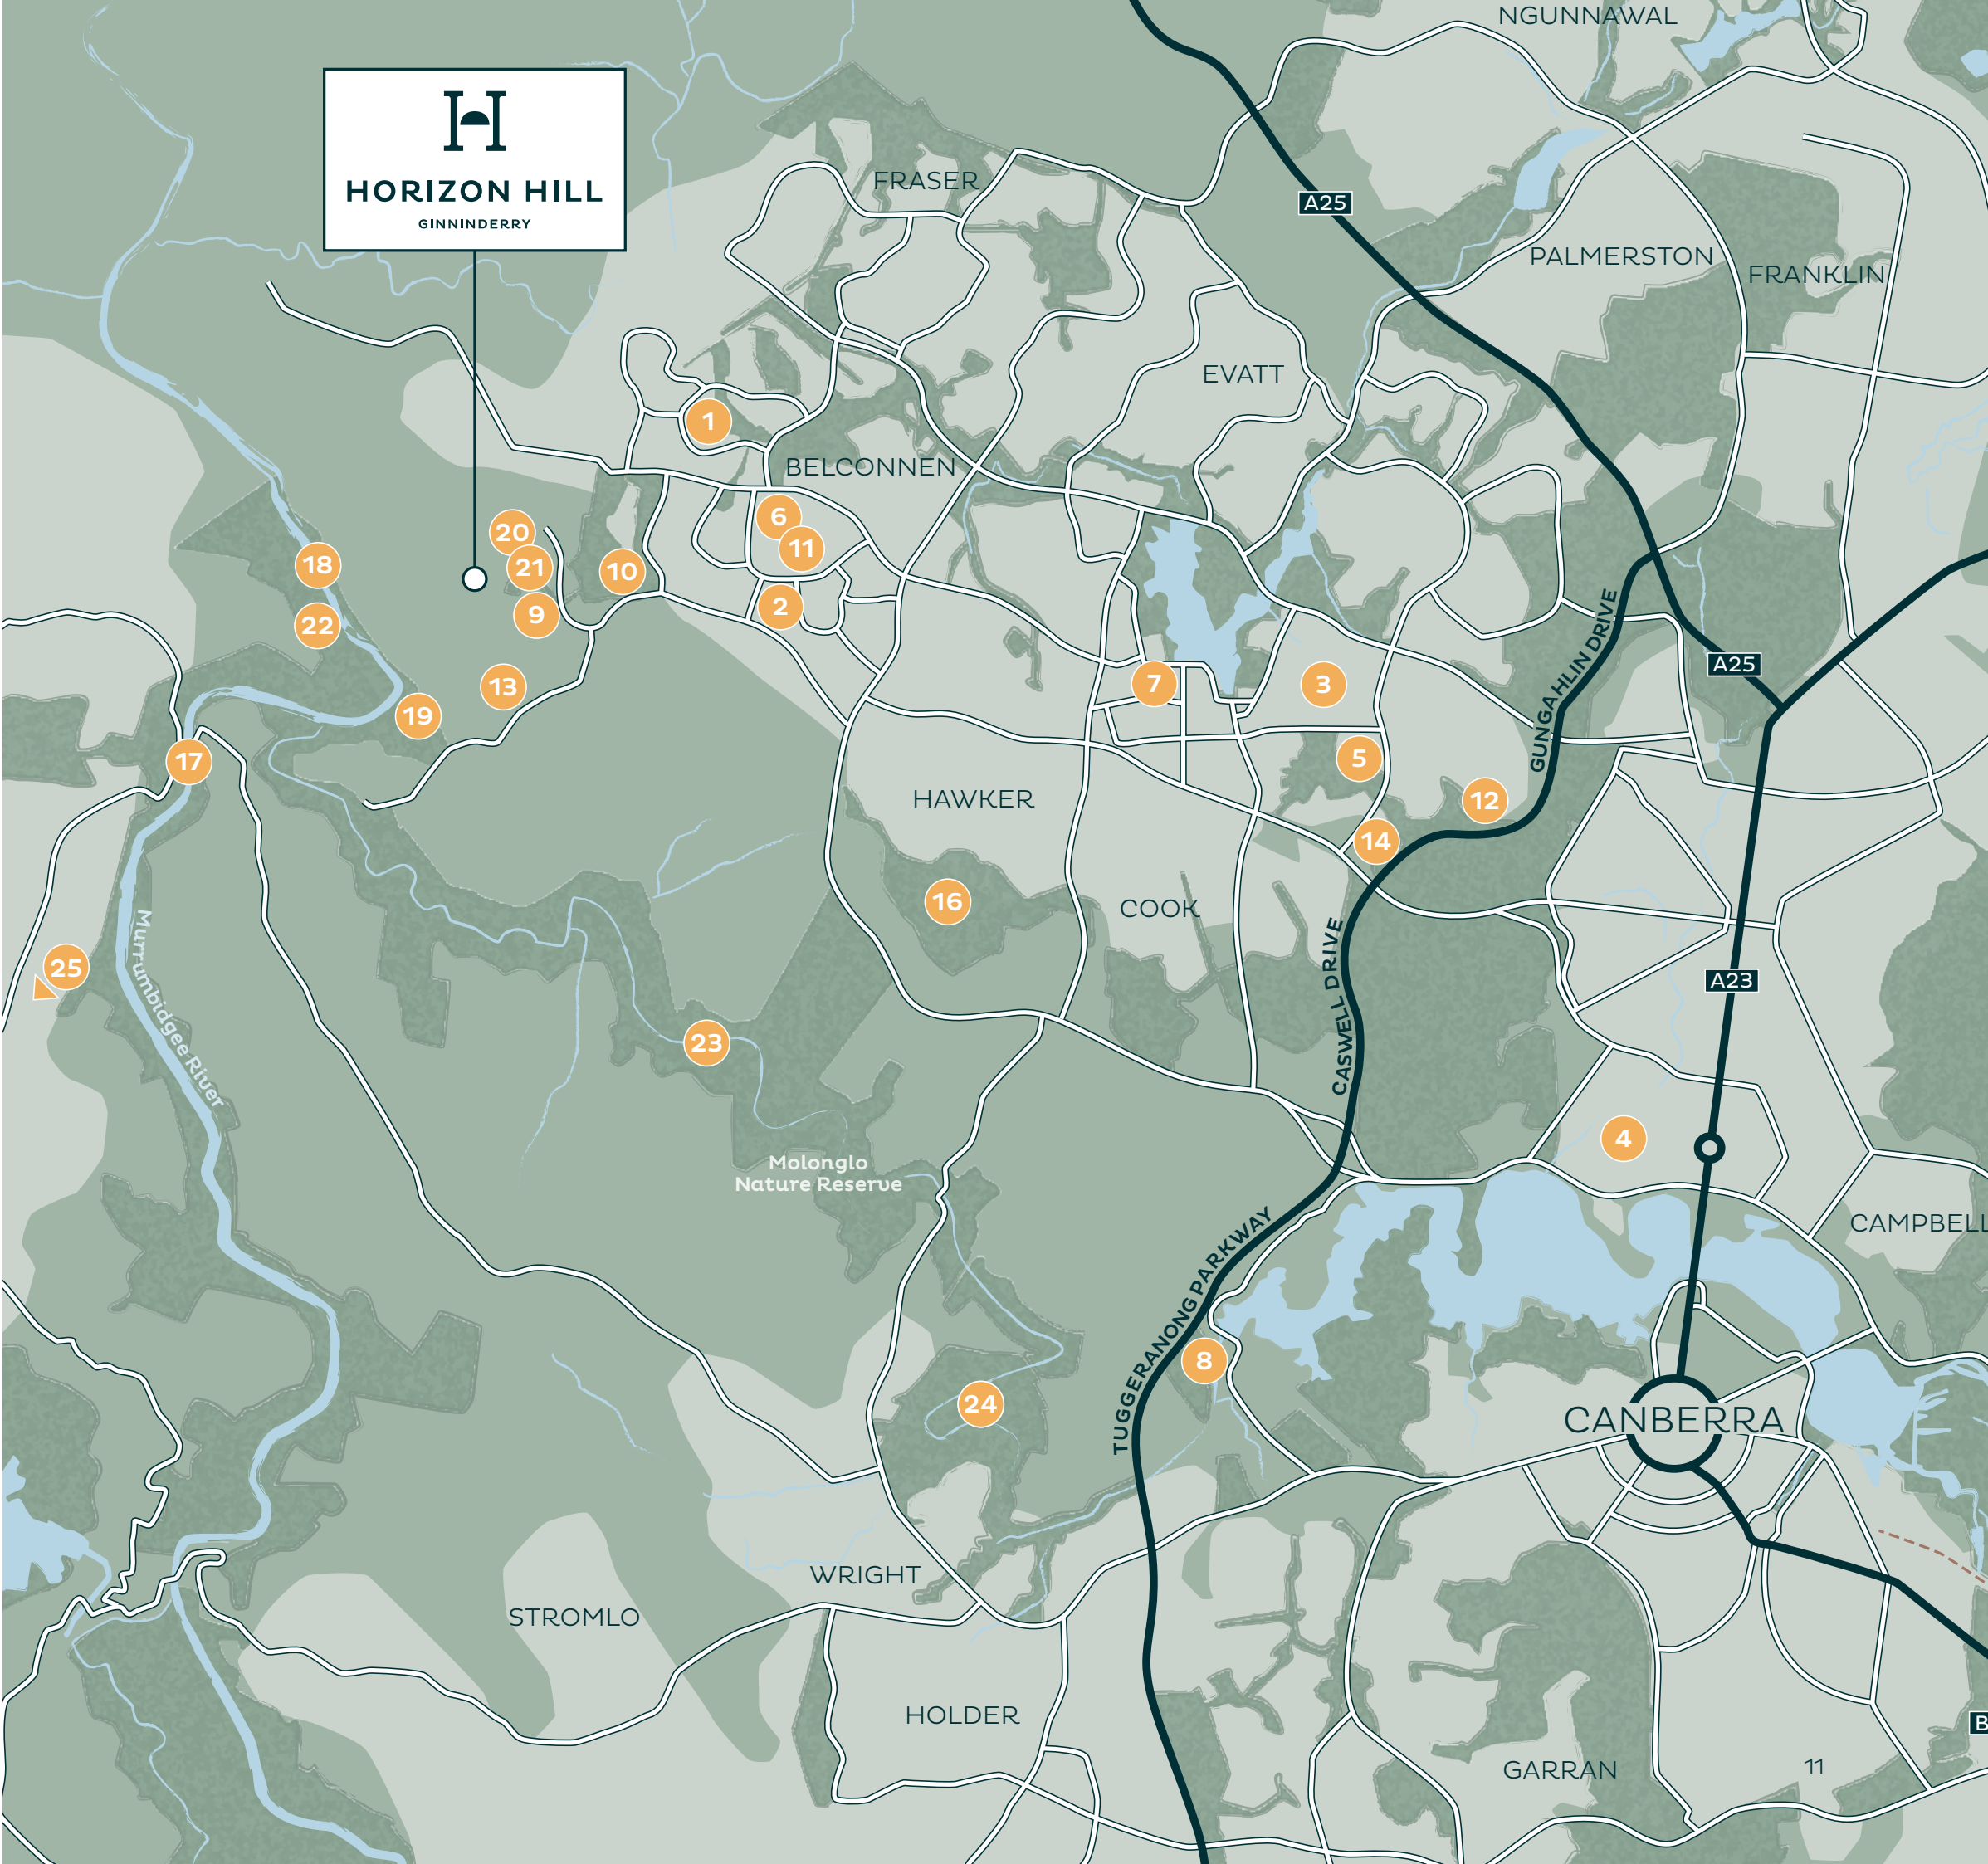 NGUNNAWAL
H
HORIZON HILL
GINNINDERRY
FRASER
A25
PALMERSTON
FRANKLIN
EVATT
1
BELCONNEN
6
20
11
18
21
10
2
9
22
GUNGAHLIN DRIVE
A25
13
7
3
19
17
5
HAWKER
12
14
16
COOK
Murrumbidgee River
25
CASWELL DRIVE
A23
23
4
Molonglo
Nature Reserve
CAMPBELL
TUGGERANONG PARKWAY
8
24
CANBERRA
WRIGHT
STROMLO
HOLDER
B
11
GARRAN